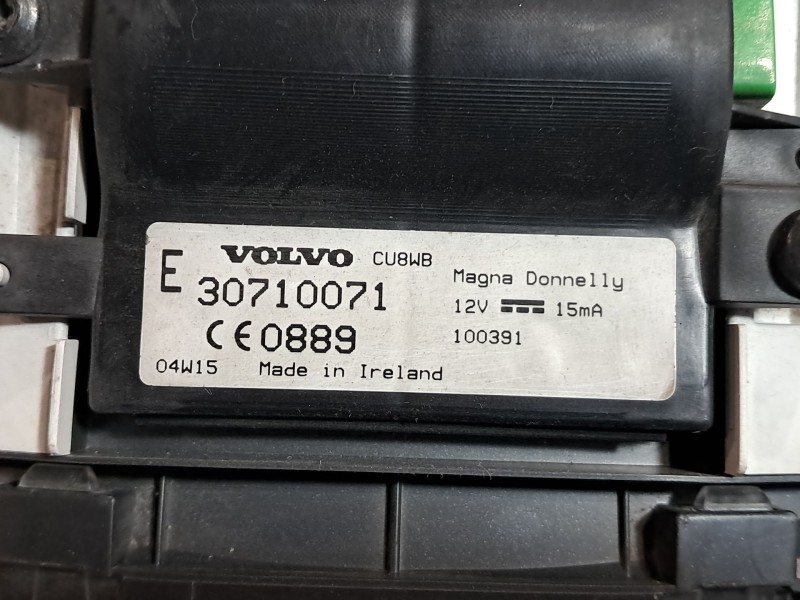 E VOLVO CU8WB
30710071
CE0889
04W15 Made in Ireland
Magna Donnelly
12V 15mA
100391